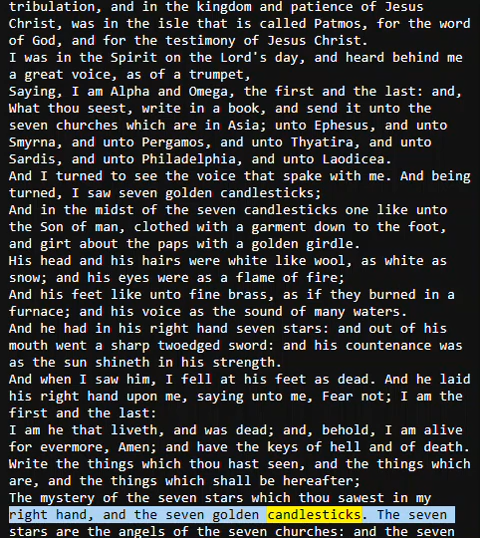 tribulation, and in the kingdom and patience of Jesus
Christ, was in the isle that is called Patmos, for the word
of God, and for the testimony of Jesus Christ.
I was in the Spirit on the Lord's day, and heard behind me
a great voice, as of a trumpet,
Saying, I am Alpha and Omega, the first and the last: and,
What thou seest, write in a book, and send it unto the
seven churches which are in Asia; unto Ephesus, and unto
Smyrna, and unto Pergamos, and unto Thyatira, and unto
Sardis, and unto Philadelphia, and unto Laodicea.
And I turned to see the voice that spake with me. And being
turned, I saw seven golden candlesticks;
And in the midst of the seven candlesticks one like unto
the Son of man, clothed with a garment down to the foot,
and girt about the paps with a golden girdle.
His head and his hairs were white like wool, as white as
snow; and his eyes were as a flame of fire;
And his feet like unto fine brass, as if they burned in a
furnace; and his voice as the sound of many waters.
And he had in his right hand seven stars: and out of his
mouth went a sharp twoedged sword: and his countenance was
as the sun shineth in his strength.
And when I saw him, I fell at his feet as dead. And he laid
his right hand upon me, saying unto me, Fear not; I am the
first and the last:
I am he that liveth, and was dead; and, behold, I am alive
for evermore, Amen; and have the keys of hell and of death.
Write the things which thou hast seen, and the things which
are, and the things which shall be hereafter;
The mystery of the seven stars which thou sawest in my
right hand, and the seven golden candlesticks. The seven
stars are the angels of the seven churches: and the seven